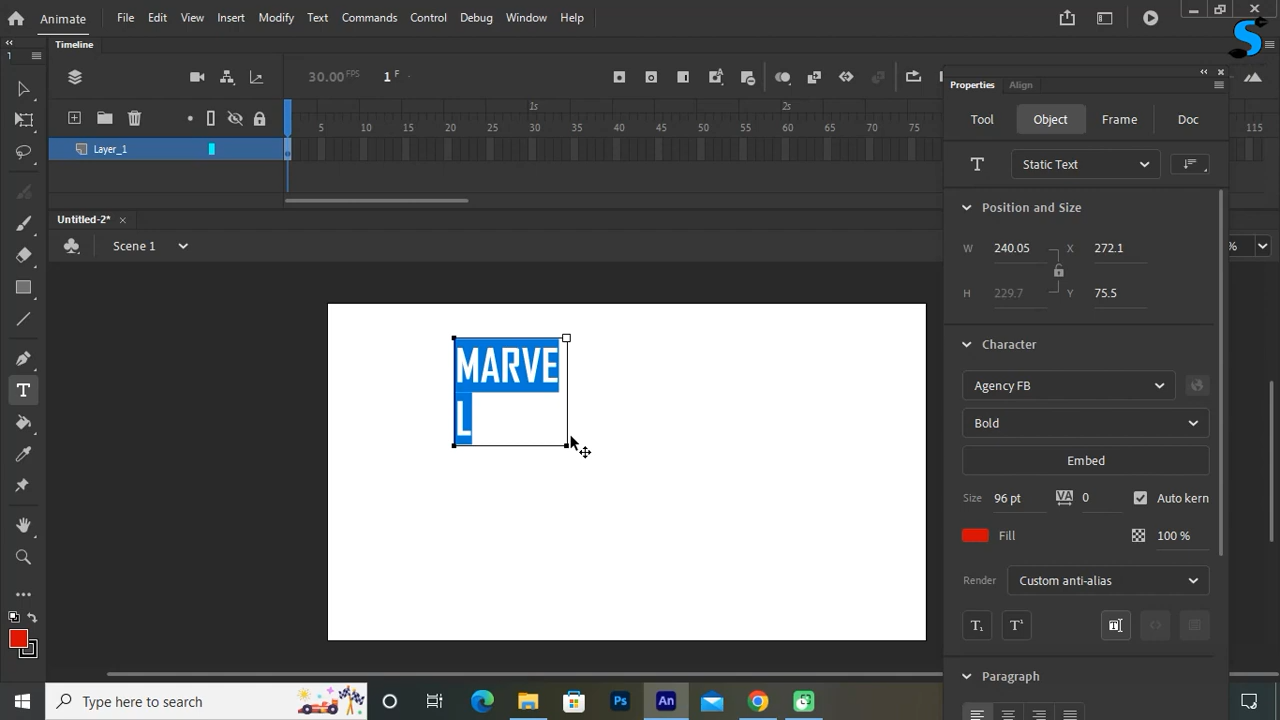 Animate File Edit View Insert Modify Text Commands Control Debug Window Help
1 Timeline
30.00 FPS 1 F
1s 2s
5 10 15 20 25 30 35 40 45 50 55 60 65 70 75 115
Layer_1
Untitled-2* ×
Scene 1 %
MARVE
L
Properties Align
Tool Object Frame Doc
T Static Text
Position and Size
W 240.05 X 272.1
H 229.7 Y 75.5
Character
Agency FB
Bold
Embed
Size 96 pt VA 0 Auto kern
Fill 100 %
Render Custom anti-alias
Paragraph
Type here to search Ps An